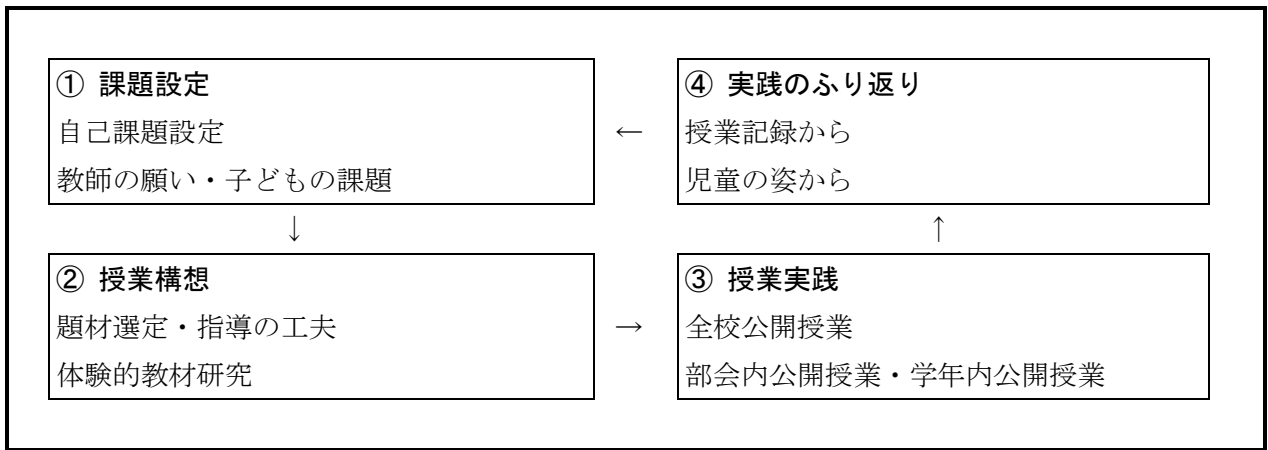 ① 課題設定
自己課題設定
教師の願い・子どもの課題
↓
② 授業構想
題材選定・指導の工夫
体験的教材研究
→
③ 授業実践
全校公開授業
部会内公開授業・学年内公開授業
↑
④ 実践のふり返り
授業記録から
児童の姿から
←